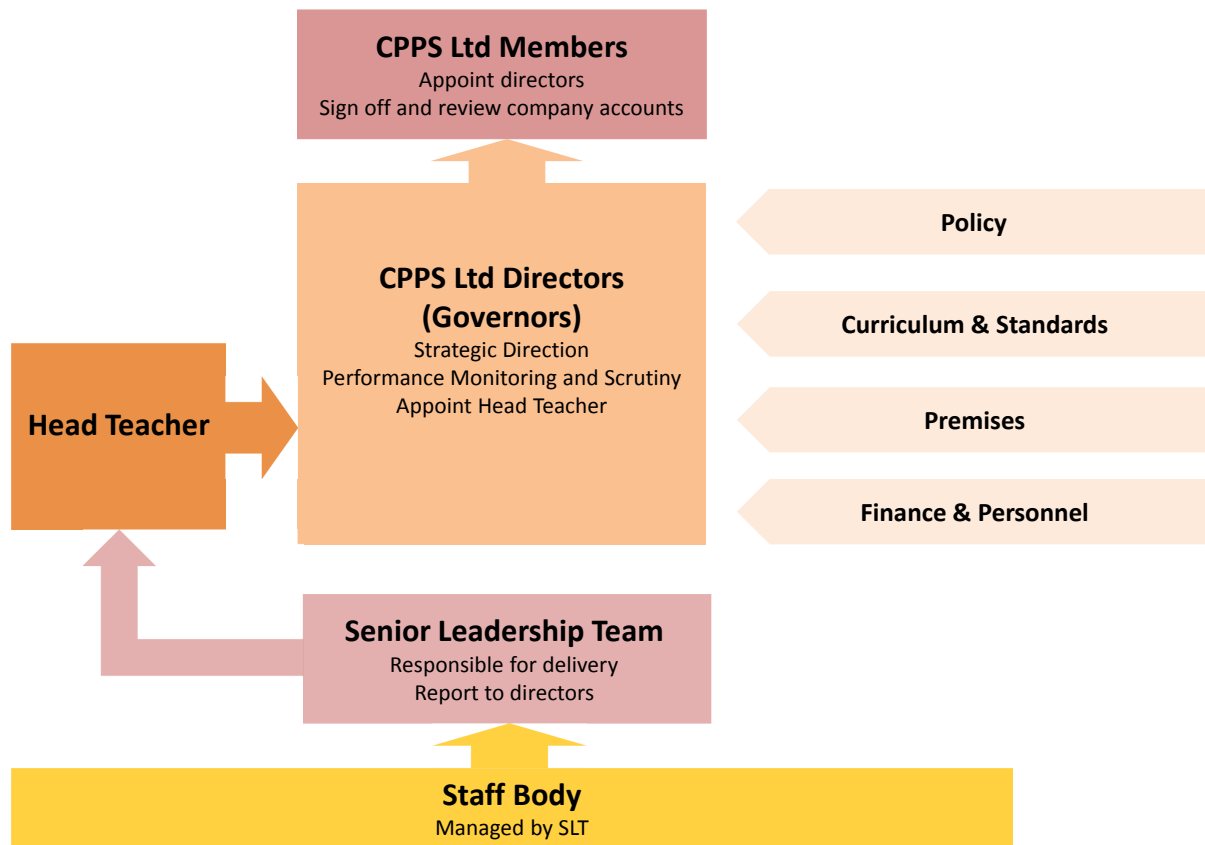 CPPS Ltd Members
Appoint directors
Sign off and review company accounts
CPPS Ltd Directors
(Governors)
Strategic Direction
Performance Monitoring and Scrutiny
Appoint Head Teacher
Policy
Curriculum & Standards
Premises
Finance & Personnel
Head Teacher
Senior Leadership Team
Responsible for delivery
Report to directors
Staff Body
Managed by SLT